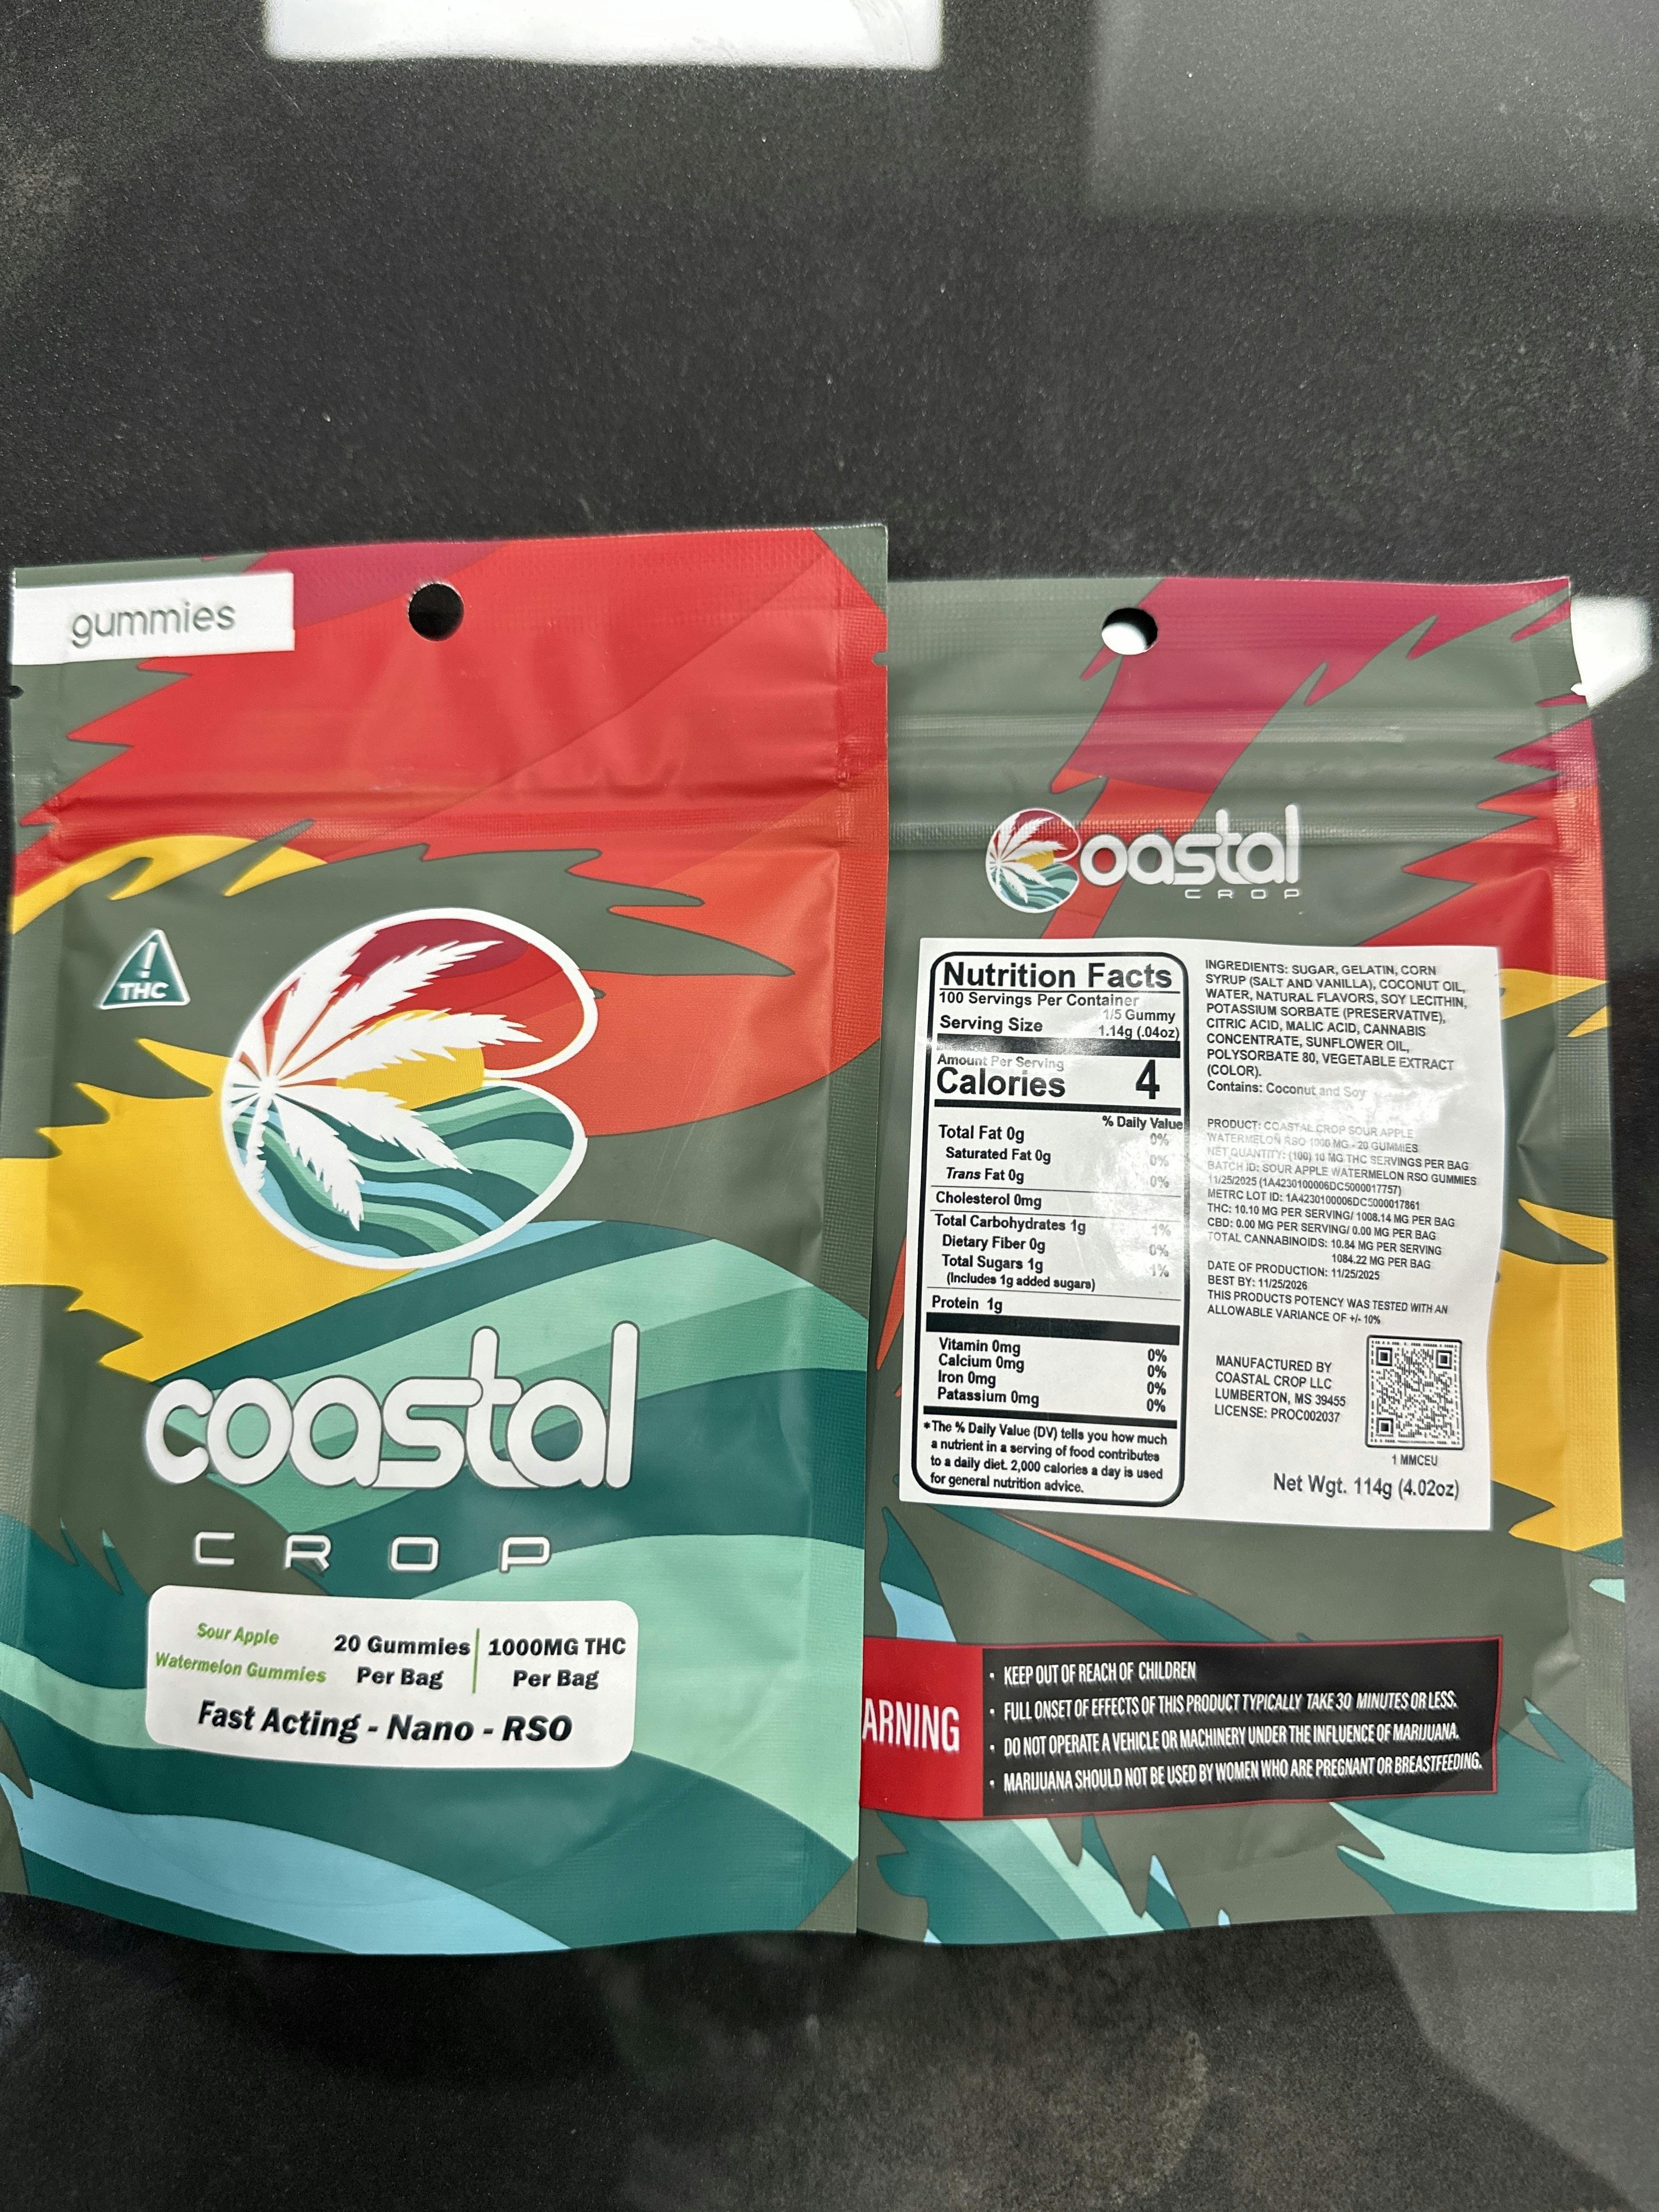 gummies
! THC
coastal
CROP
Sour Apple
Watermelon Gummies
20 Gummies
Per Bag
1000MG THC
Per Bag
Fast Acting - Nano - RSO
Coastal
CROP
Nutrition Facts
100 Servings Per Container
Serving Size 1/5 Gummy
1.14g (.04oz)
Amount Per Serving
Calories 4
% Daily Value
Total Fat 0g 0%
Saturated Fat 0g 0%
Trans Fat 0g 0%
Cholesterol 0mg
Total Carbohydrates 1g 1%
Dietary Fiber 0g 0%
Total Sugars 1g 1%
(Includes 1g added sugars)
Protein 1g
Vitamin 0mg 0%
Calcium 0mg 0%
Iron 0mg 0%
Patassium 0mg 0%
*The % Daily Value (DV) tells you how much
a nutrient in a serving of food contributes
to a daily diet. 2,000 calories a day is used
for general nutrition advice.
INGREDIENTS: SUGAR, GELATIN, CORN
SYRUP (SALT AND VANILLA), COCONUT OIL,
WATER, NATURAL FLAVORS, SOY LECITHIN,
POTASSIUM SORBATE (PRESERVATIVE),
CITRIC ACID, MALIC ACID, CANNABIS
CONCENTRATE, SUNFLOWER OIL,
POLYSORBATE 80, VEGETABLE EXTRACT
(COLOR).
Contains: Coconut and Soy
PRODUCT: COASTAL CROP SOUR APPLE
WATERMELON RSO 1000 MG - 20 GUMMIES
NET QUANTITY: (100) 10 MG THC SERVINGS PER BAG
BATCH ID: SOUR APPLE WATERMELON RSO GUMMIES
11/25/2025 (1A4230100006DC5000017757)
METRC LOT ID: 1A4230100006DC5000017861
THC: 10.10 MG PER SERVING/ 1008.14 MG PER BAG
CBD: 0.00 MG PER SERVING/ 0.00 MG PER BAG
TOTAL CANNABINOIDS: 10.84 MG PER SERVING
1084.22 MG PER BAG
DATE OF PRODUCTION: 11/25/2025
BEST BY: 11/25/2026
THIS PRODUCTS POTENCY WAS TESTED WITH AN
ALLOWABLE VARIANCE OF +/- 10%
MANUFACTURED BY
COASTAL CROP LLC
LUMBERTON, MS 39455
LICENSE: PROC002037
1 MMCEU
Net Wgt. 114g (4.02oz)
ARNING
• KEEP OUT OF REACH OF CHILDREN
• FULL ONSET OF EFFECTS OF THIS PRODUCT TYPICALLY TAKE 30 MINUTES OR LESS.
• DO NOT OPERATE A VEHICLE OR MACHINERY UNDER THE INFLUENCE OF MARIJUANA.
• MARIJUANA SHOULD NOT BE USED BY WOMEN WHO ARE PREGNANT OR BREASTFEEDING.